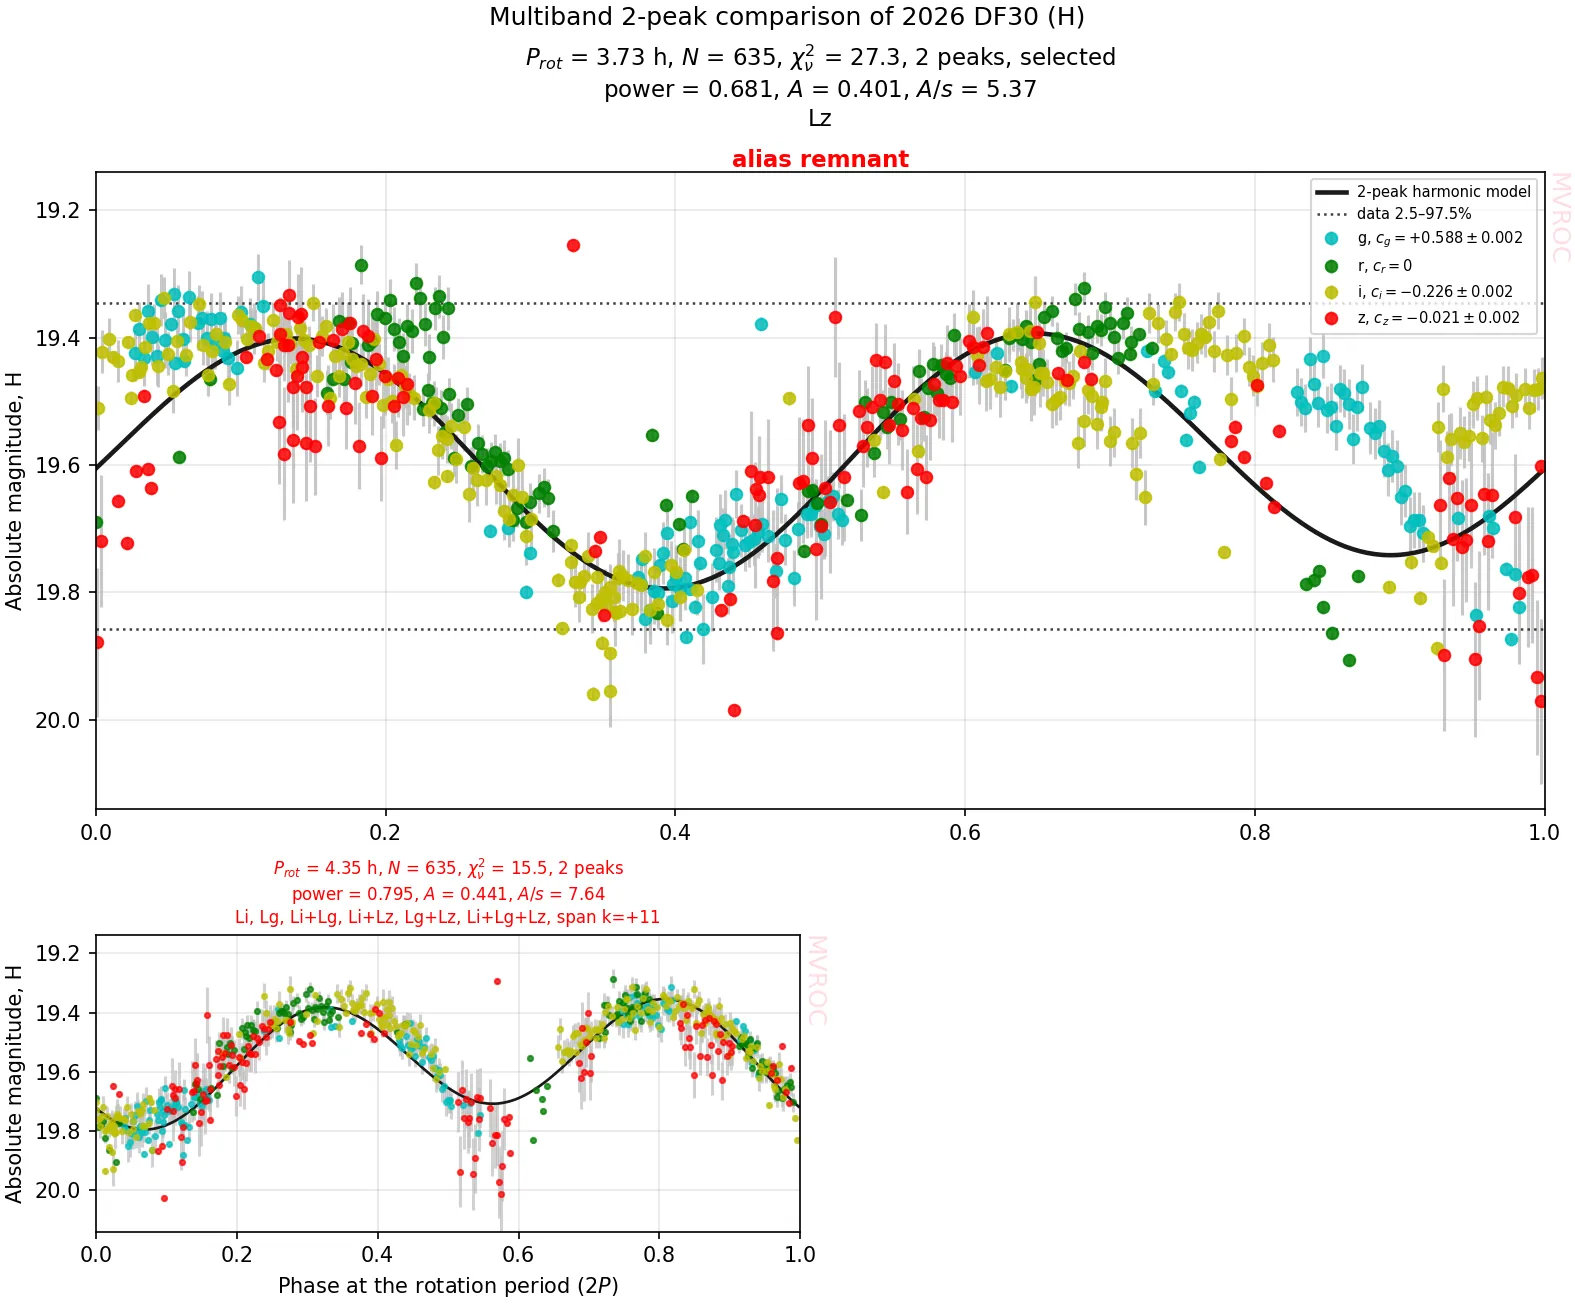 Multiband 2-peak comparison of 2026 DF30 (H)
P_rot = 3.73 h, N = 635, χ²_ν = 27.3, 2 peaks, selected
power = 0.681, A = 0.401, A/s = 5.37
Lz
alias remnant
2-peak harmonic model
data 2.5–97.5%
g, c_g = +0.588 ± 0.002
r, c_r = 0
i, c_i = −0.226 ± 0.002
z, c_z = −0.021 ± 0.002
MVROC
Absolute magnitude, H
19.2
19.4
19.6
19.8
20.0
0.0 0.2 0.4 0.6 0.8 1.0
P_rot = 4.35 h, N = 635, χ²_ν = 15.5, 2 peaks
power = 0.795, A = 0.441, A/s = 7.64
Li, Lg, Li+Lg, Li+Lz, Lg+Lz, Li+Lg+Lz, span k=+11
MVROC
Absolute magnitude, H
19.2
19.4
19.6
19.8
20.0
0.0 0.2 0.4 0.6 0.8 1.0
Phase at the rotation period (2P)